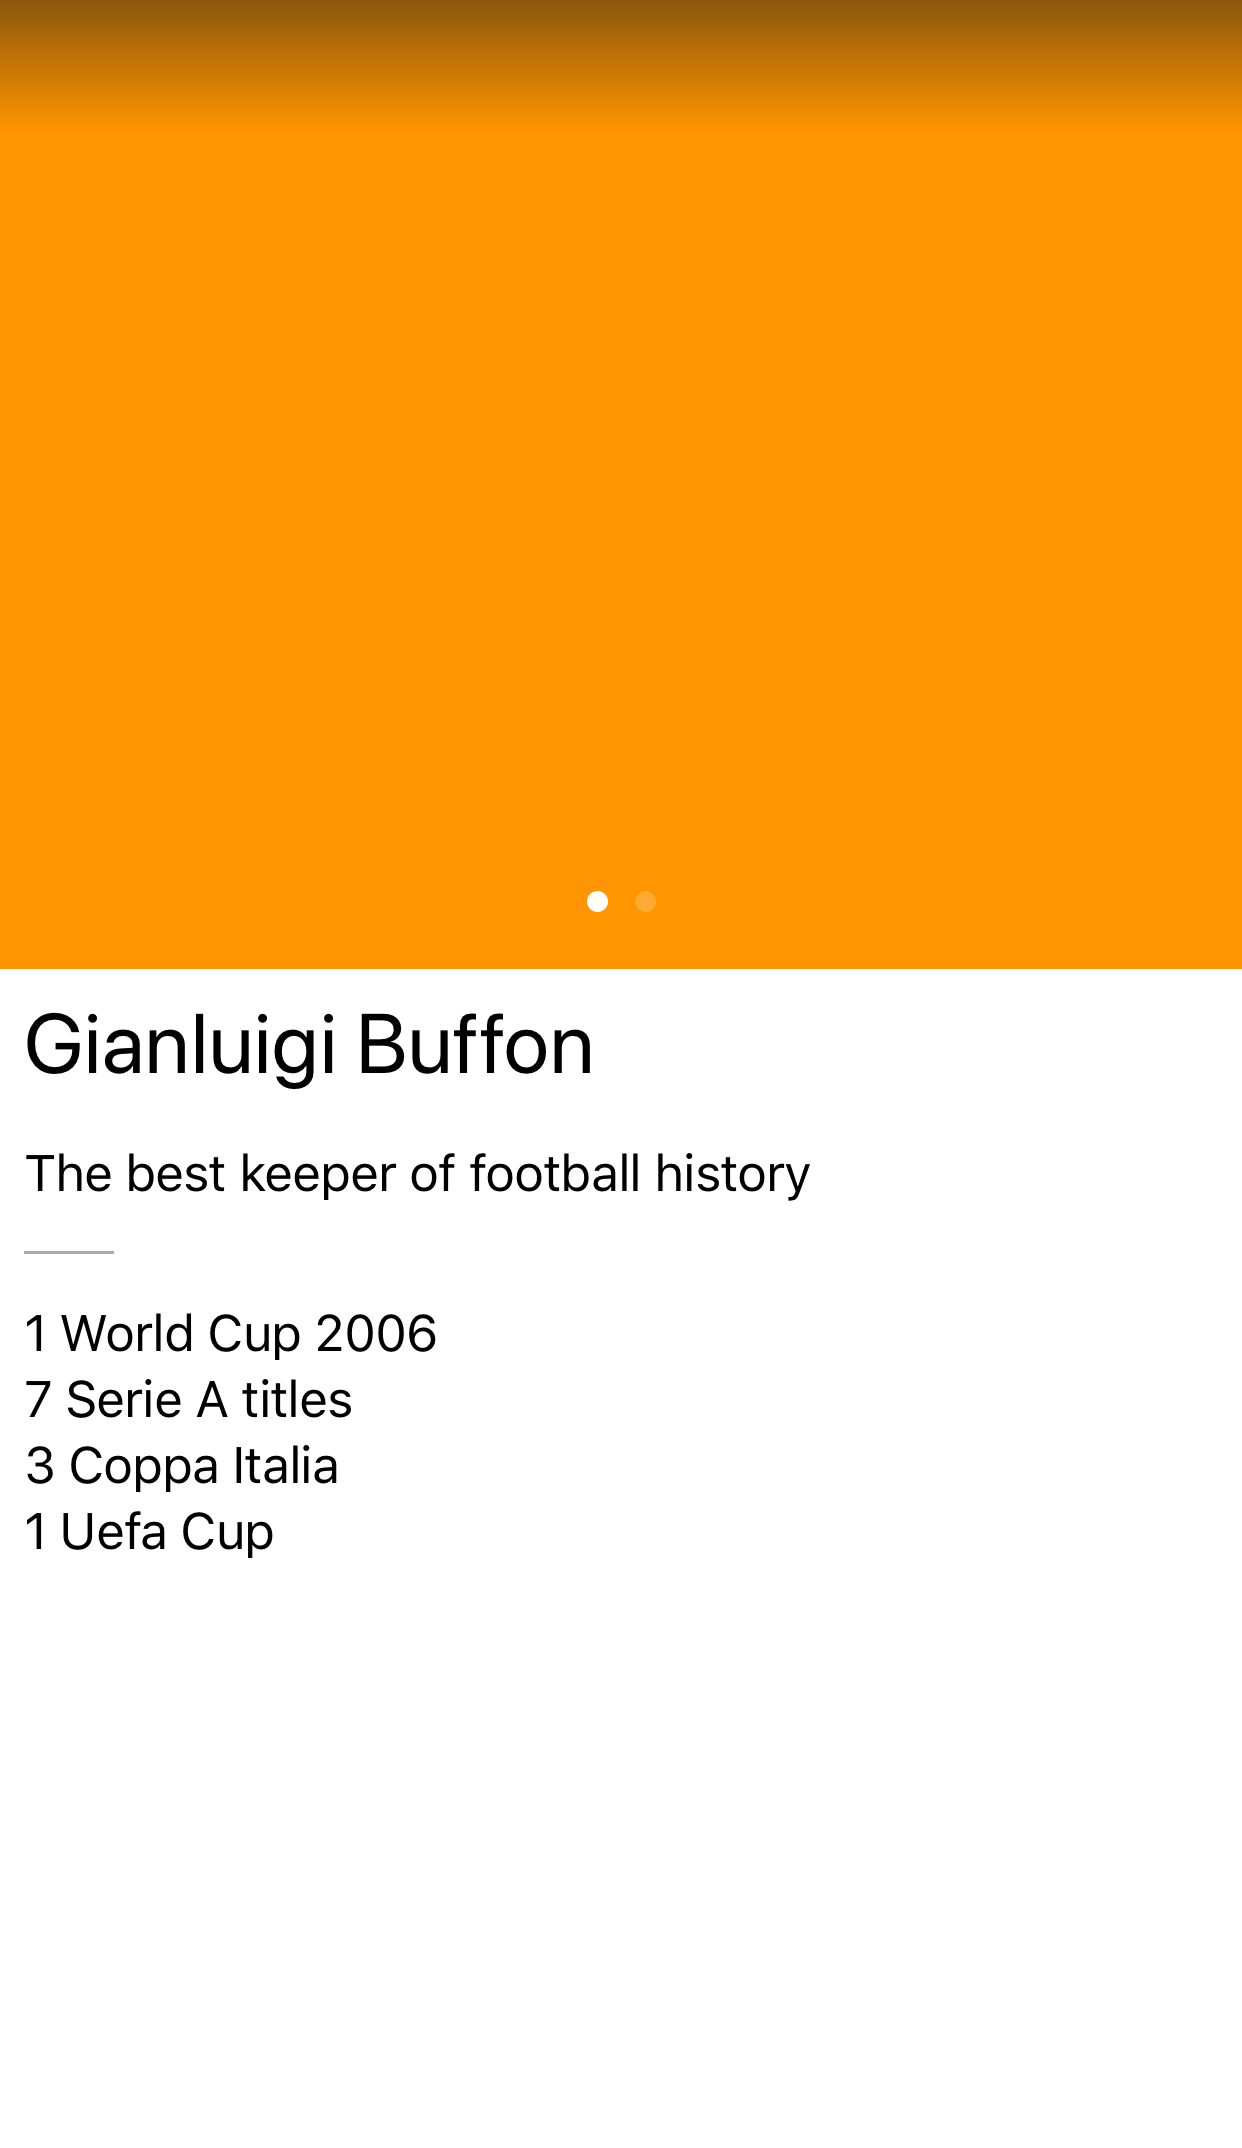 Gianluigi Buffon
The best keeper of football history
1 World Cup 2006
7 Serie A titles
3 Coppa Italia
1 Uefa Cup